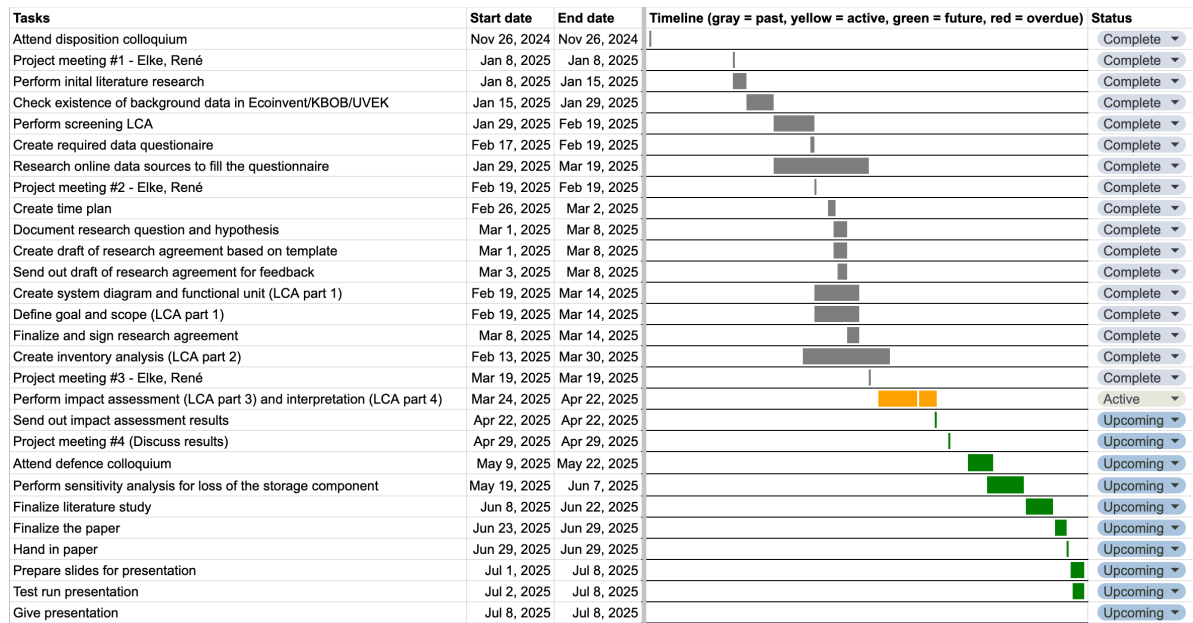 Tasks Start date End date Timeline (gray = past, yellow = active, green = future, red = overdue) Status
Attend disposition colloquium Nov 26, 2024 Nov 26, 2024 Complete
Project meeting #1 - Elke, René Jan 8, 2025 Jan 8, 2025 Complete
Perform inital literature research Jan 8, 2025 Jan 15, 2025 Complete
Check existence of background data in Ecoinvent/KBOB/UVEK Jan 15, 2025 Jan 29, 2025 Complete
Perform screening LCA Jan 29, 2025 Feb 19, 2025 Complete
Create required data questionaire Feb 17, 2025 Feb 19, 2025 Complete
Research online data sources to fill the questionnaire Jan 29, 2025 Mar 19, 2025 Complete
Project meeting #2 - Elke, René Feb 19, 2025 Feb 19, 2025 Complete
Create time plan Feb 26, 2025 Mar 2, 2025 Complete
Document research question and hypothesis Mar 1, 2025 Mar 8, 2025 Complete
Create draft of research agreement based on template Mar 1, 2025 Mar 8, 2025 Complete
Send out draft of research agreement for feedback Mar 3, 2025 Mar 8, 2025 Complete
Create system diagram and functional unit (LCA part 1) Feb 19, 2025 Mar 14, 2025 Complete
Define goal and scope (LCA part 1) Feb 19, 2025 Mar 14, 2025 Complete
Finalize and sign research agreement Mar 8, 2025 Mar 14, 2025 Complete
Create inventory analysis (LCA part 2) Feb 13, 2025 Mar 30, 2025 Complete
Project meeting #3 - Elke, René Mar 19, 2025 Mar 19, 2025 Complete
Perform impact assessment (LCA part 3) and interpretation (LCA part 4) Mar 24, 2025 Apr 22, 2025 Active
Send out impact assessment results Apr 22, 2025 Apr 22, 2025 Upcoming
Project meeting #4 (Discuss results) Apr 29, 2025 Apr 29, 2025 Upcoming
Attend defence colloquium May 9, 2025 May 22, 2025 Upcoming
Perform sensitivity analysis for loss of the storage component May 19, 2025 Jun 7, 2025 Upcoming
Finalize literature study Jun 8, 2025 Jun 22, 2025 Upcoming
Finalize the paper Jun 23, 2025 Jun 29, 2025 Upcoming
Hand in paper Jun 29, 2025 Jun 29, 2025 Upcoming
Prepare slides for presentation Jul 1, 2025 Jul 8, 2025 Upcoming
Test run presentation Jul 2, 2025 Jul 8, 2025 Upcoming
Give presentation Jul 8, 2025 Jul 8, 2025 Upcoming